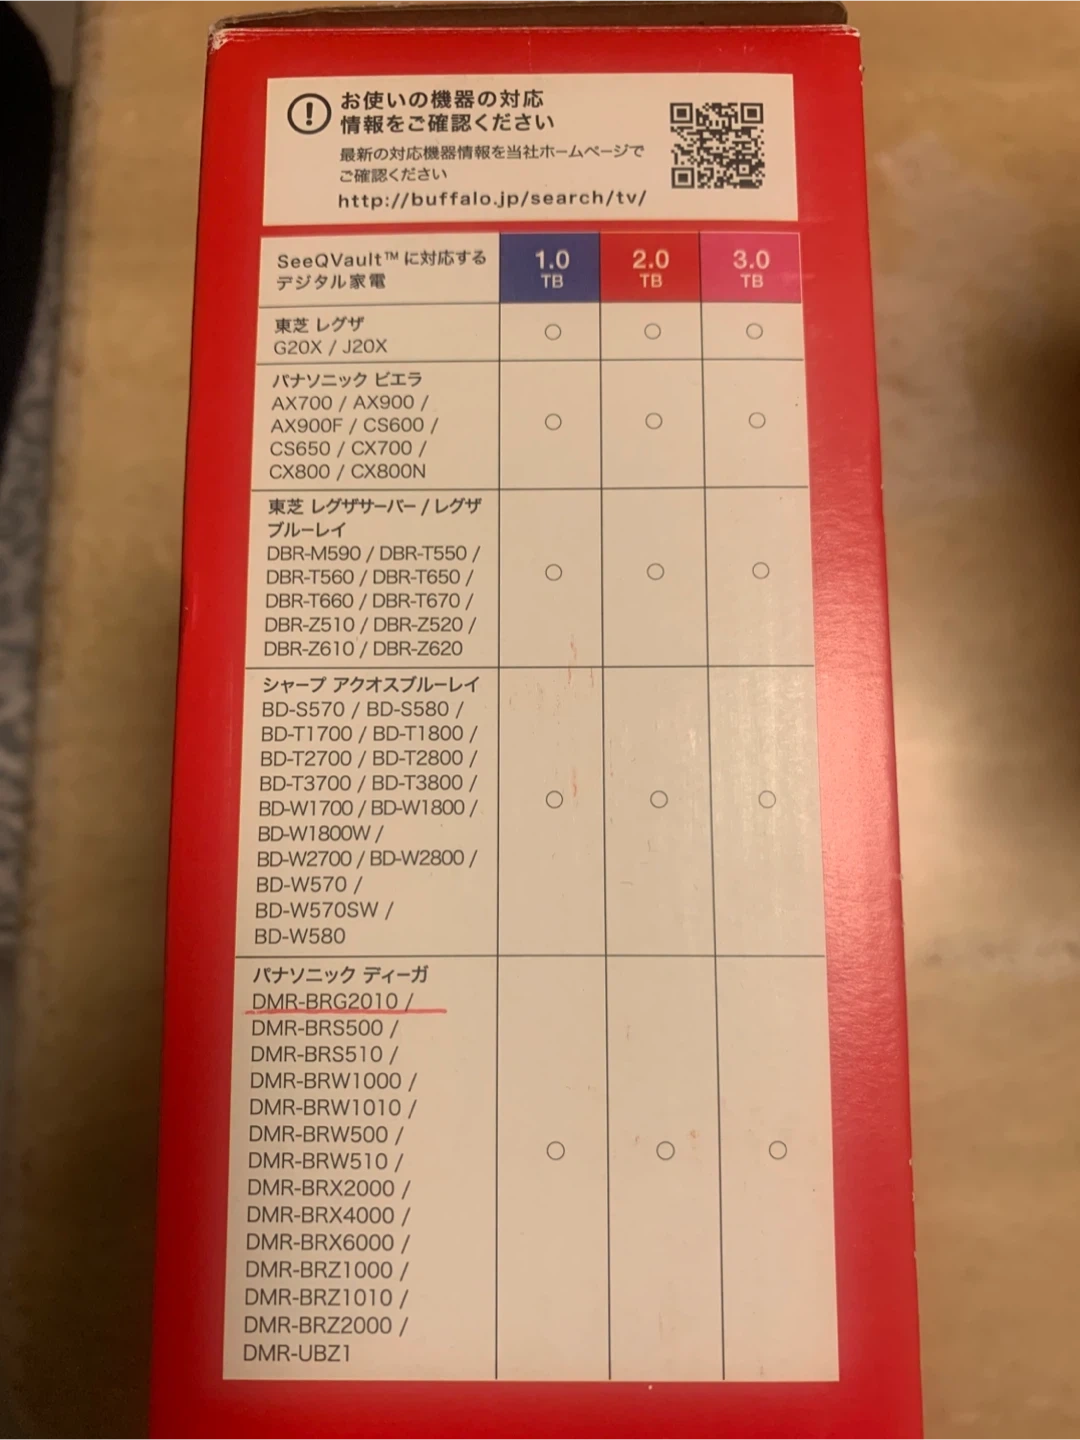 お使いの機器の対応
情報をご確認ください
最新の対応機器情報を当社ホームページで
ご確認ください
http://buffalo.jp/search/tv/
SeeQVault™に対応する
デジタル家電
1.0
TB
2.0
TB
3.0
TB
東芝 レグザ
G20X / J20X
○ ○ ○
パナソニック ビエラ
AX700 / AX900 /
AX900F / CS600 /
CS650 / CX700 /
CX800 / CX800N
○ ○ ○
東芝 レグザサーバー / レグザ
ブルーレイ
DBR-M590 / DBR-T550 /
DBR-T560 / DBR-T650 /
DBR-T660 / DBR-T670 /
DBR-Z510 / DBR-Z520 /
DBR-Z610 / DBR-Z620
○ ○ ○
シャープ アクオスブルーレイ
BD-S570 / BD-S580 /
BD-T1700 / BD-T1800 /
BD-T2700 / BD-T2800 /
BD-T3700 / BD-T3800 /
BD-W1700 / BD-W1800 /
BD-W1800W /
BD-W2700 / BD-W2800 /
BD-W570 /
BD-W570SW /
BD-W580
○ ○ ○
パナソニック ディーガ
DMR-BRG2010 /
DMR-BRS500 /
DMR-BRS510 /
DMR-BRW1000 /
DMR-BRW1010 /
DMR-BRW500 /
DMR-BRW510 /
DMR-BRX2000 /
DMR-BRX4000 /
DMR-BRX6000 /
DMR-BRZ1000 /
DMR-BRZ1010 /
DMR-BRZ2000 /
DMR-UBZ1
○ ○ ○